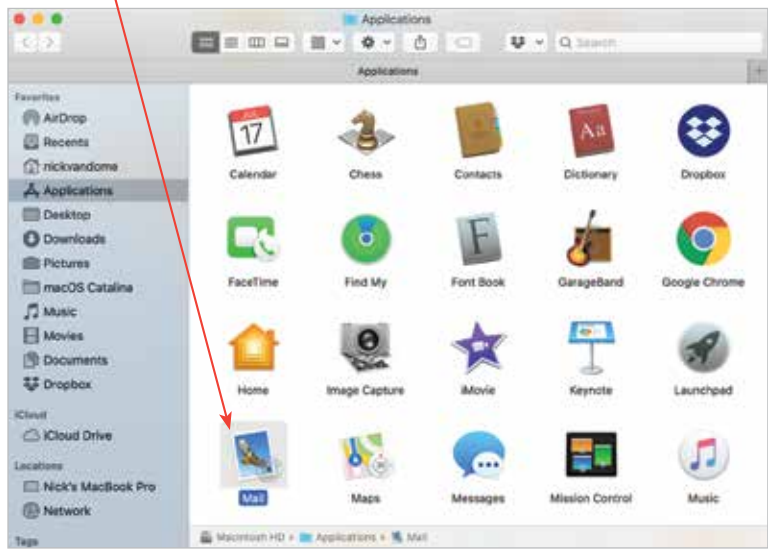 Applications
Search
Applications
Favorites
AirDrop
Recents
nickvandome
Applications
Desktop
Downloads
Pictures
macOS Catalina
Music
Movies
Documents
Dropbox
iCloud
iCloud Drive
Locations
Nick's MacBook Pro
Network
Tags
JUL
17
Aa
Calendar Chess Contacts Dictionary Dropbox
F
FaceTime Find My Font Book GarageBand Google Chrome
Home Image Capture iMovie Keynote Launchpad
Mail Maps Messages Mission Control Music
Macintosh HD Applications Mail